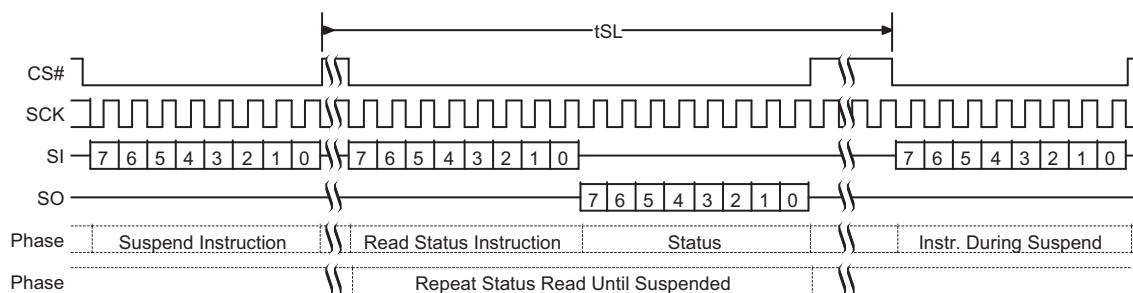 tSL
CS#
SCK
SI 7 6 5 4 3 2 1 0 7 6 5 4 3 2 1 0 7 6 5 4 3 2 1 0
SO 7 6 5 4 3 2 1 0
Phase Suspend Instruction Read Status Instruction Status Instr. During Suspend
Phase Repeat Status Read Until Suspended